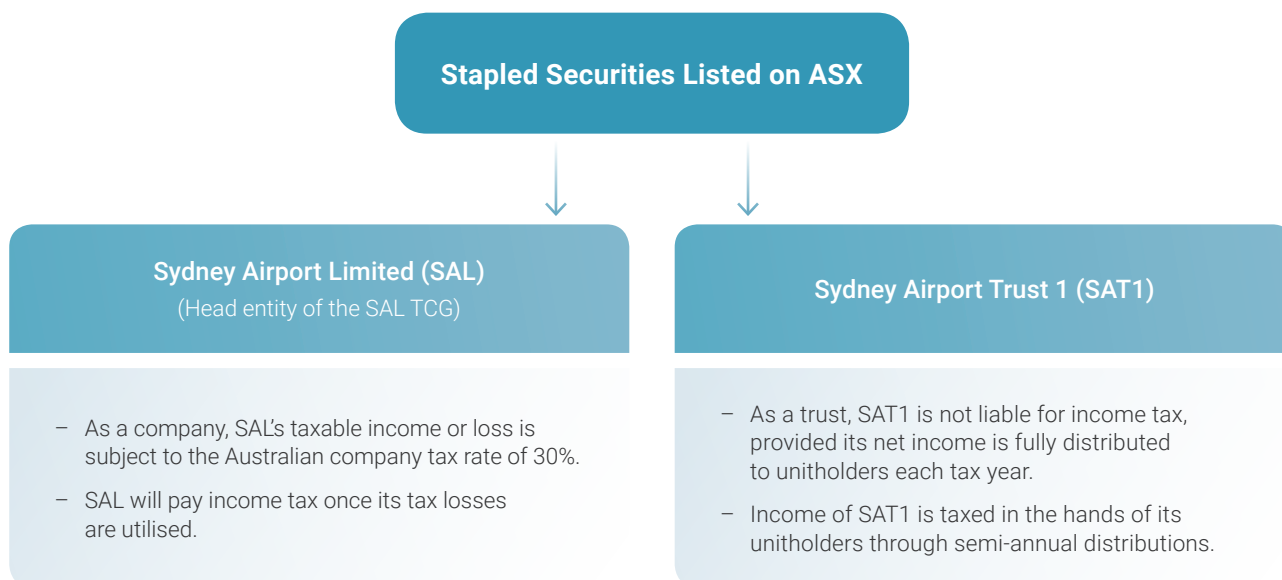 Stapled Securities Listed on ASX
Sydney Airport Limited (SAL)
(Head entity of the SAL TCG)
– As a company, SAL’s taxable income or loss is
subject to the Australian company tax rate of 30%.
– SAL will pay income tax once its tax losses
are utilised.
Sydney Airport Trust 1 (SAT1)
– As a trust, SAT1 is not liable for income tax,
provided its net income is fully distributed
to unitholders each tax year.
– Income of SAT1 is taxed in the hands of its
unitholders through semi-annual distributions.